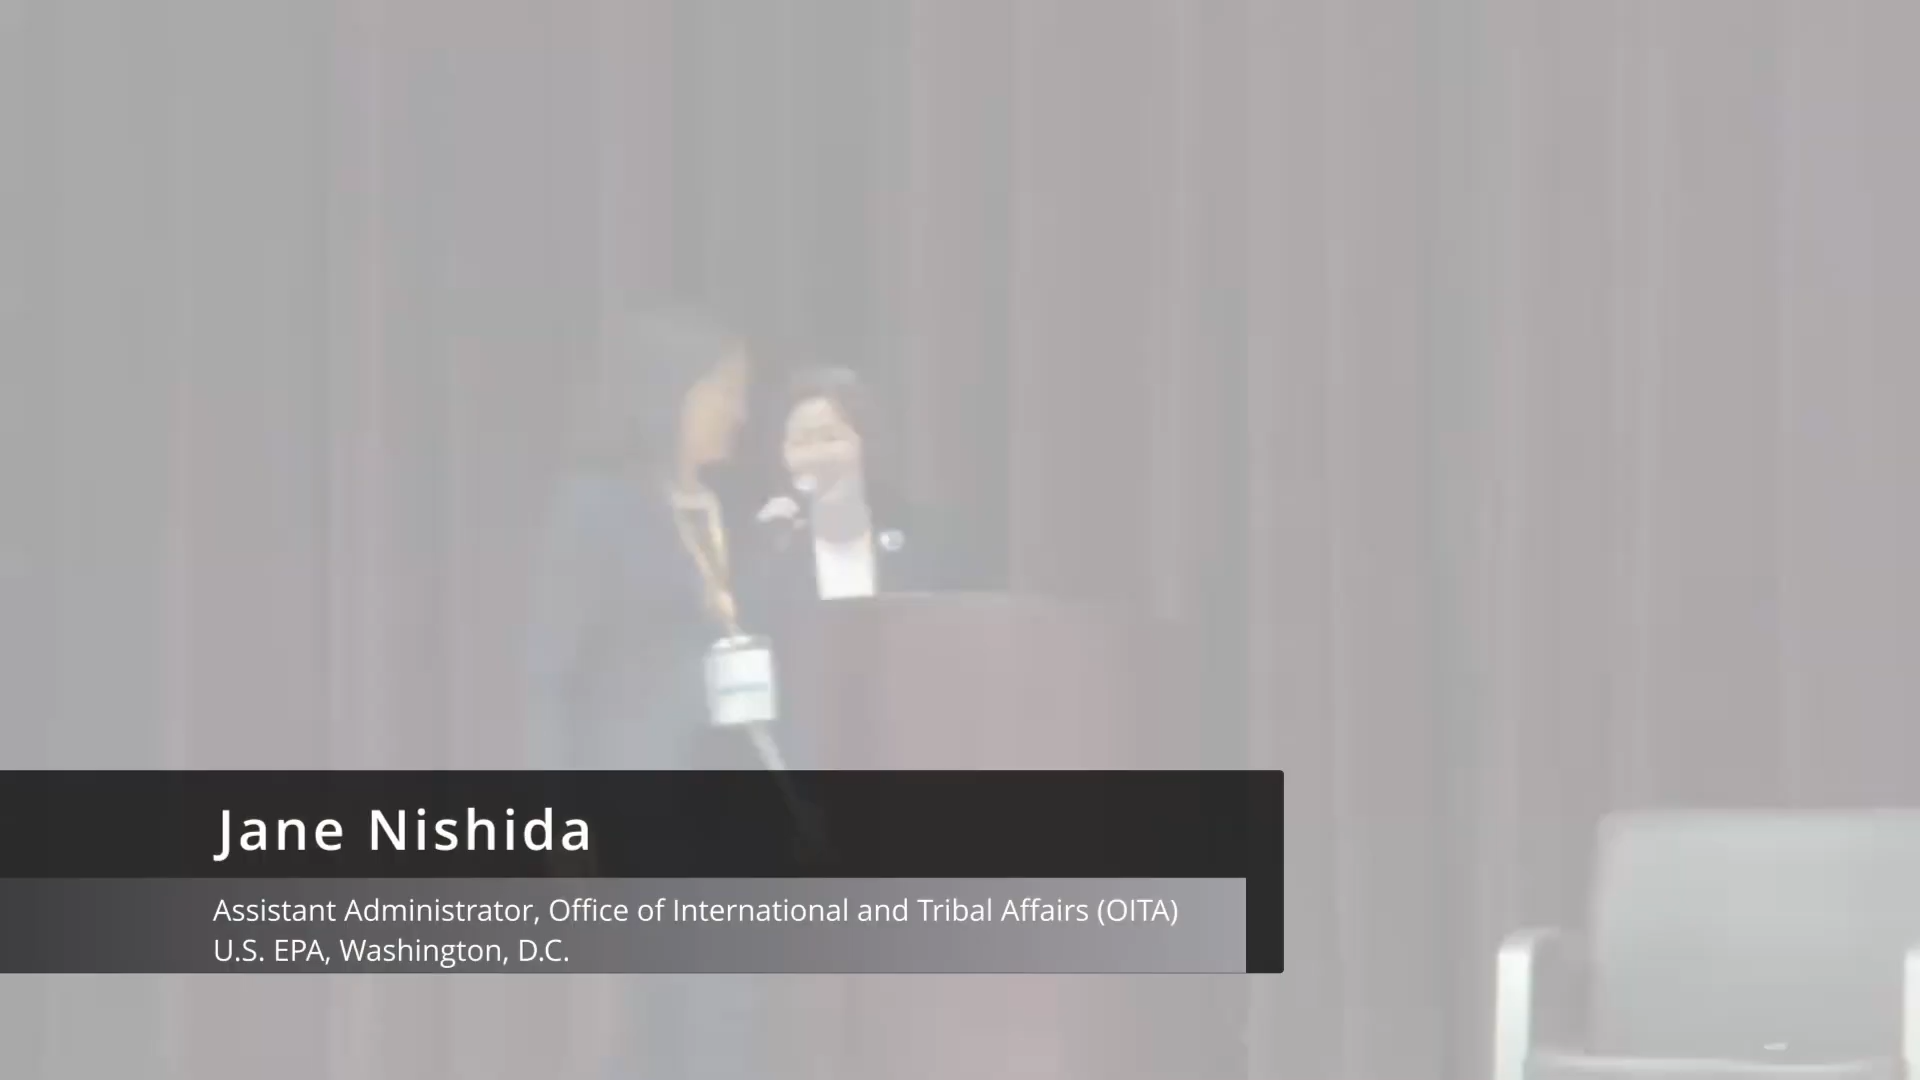 Jane Nishida
Assistant Administrator, Office of International and Tribal Affairs (OITA)
U.S. EPA, Washington, D.C.